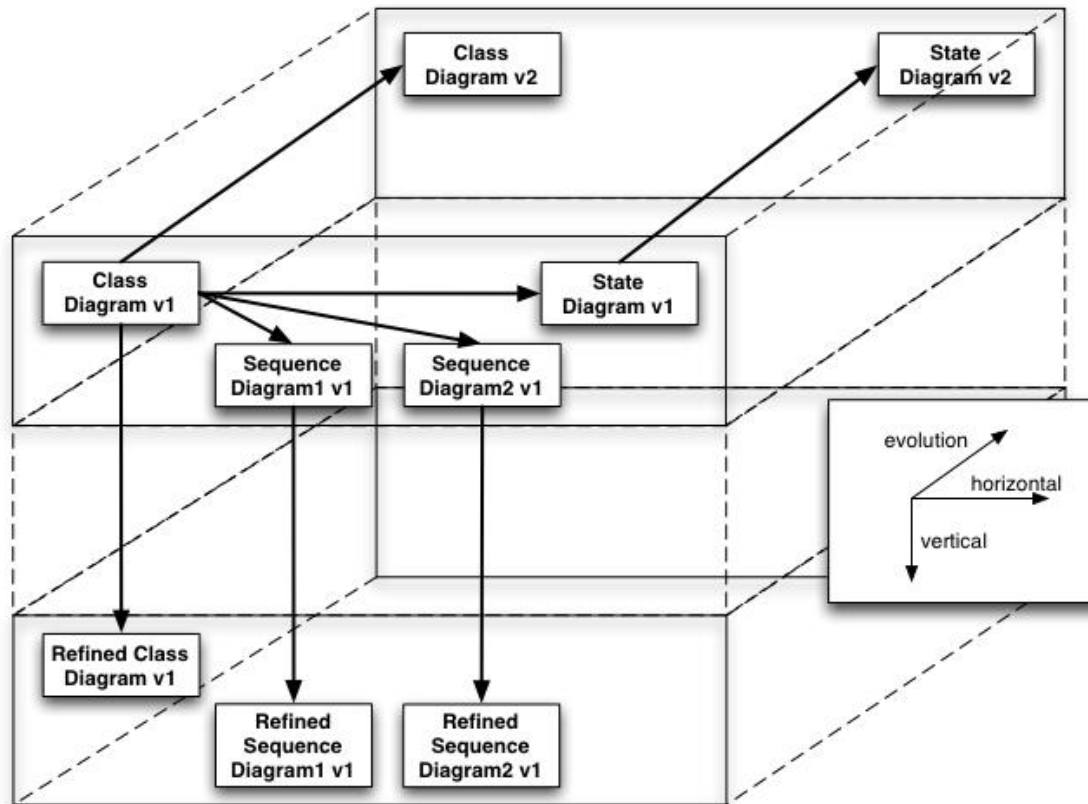 Class
Diagram v2
State
Diagram v2
Class
Diagram v1
State
Diagram v1
Sequence
Diagram1 v1
Sequence
Diagram2 v1
evolution
horizontal
vertical
Refined Class
Diagram v1
Refined
Sequence
Diagram1 v1
Refined
Sequence
Diagram2 v1